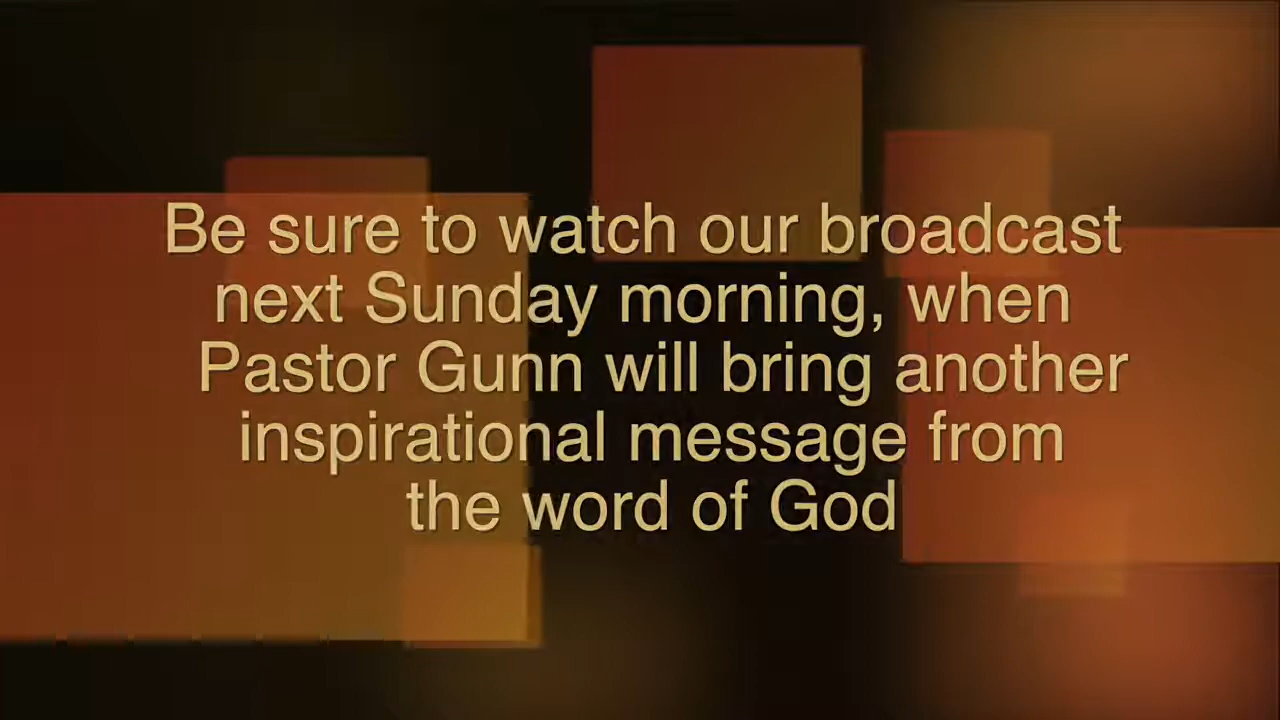 Be sure to watch our broadcast
next Sunday morning, when
Pastor Gunn will bring another
inspirational message from
the word of God